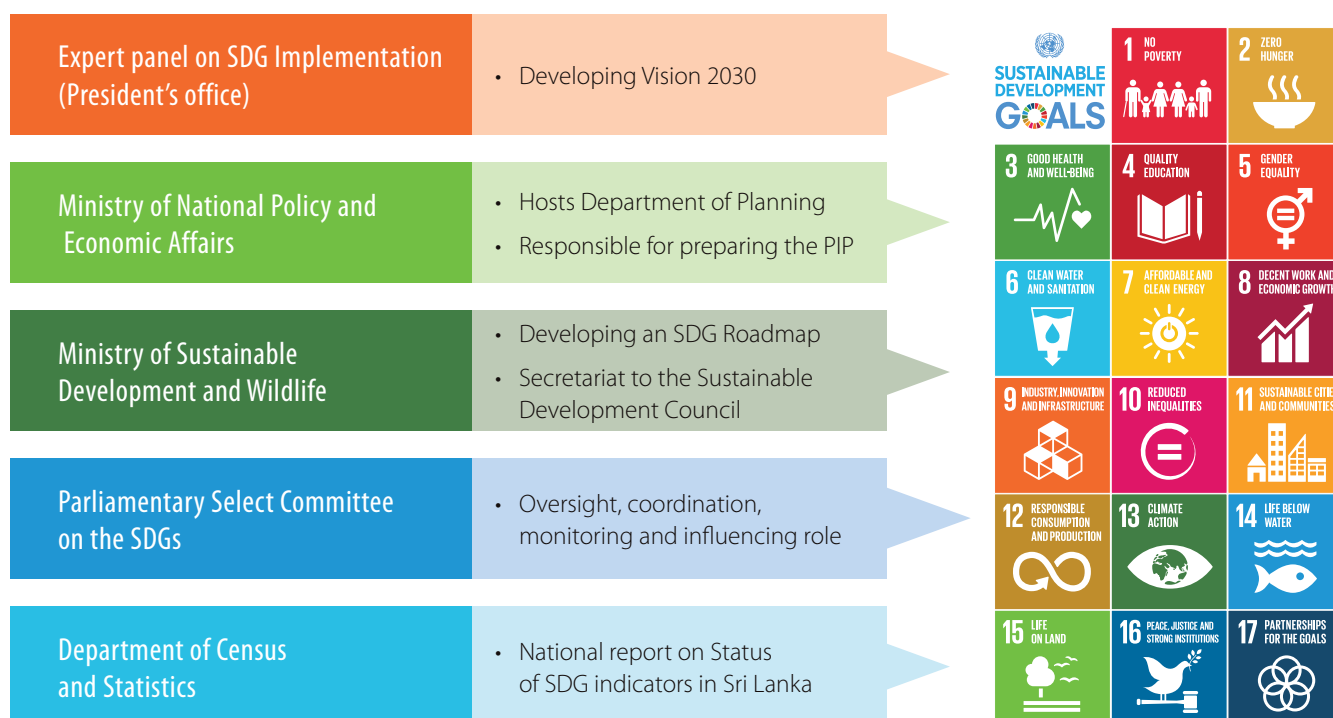 Expert panel on SDG Implementation
(President's office)
• Developing Vision 2030
Ministry of National Policy and
Economic Affairs
• Hosts Department of Planning
• Responsible for preparing the PIP
Ministry of Sustainable
Development and Wildlife
• Developing an SDG Roadmap
• Secretariat to the Sustainable
Development Council
Parliamentary Select Committee
on the SDGs
• Oversight, coordination,
monitoring and influencing role
Department of Census
and Statistics
• National report on Status
of SDG indicators in Sri Lanka
SUSTAINABLE
DEVELOPMENT
GOALS
1 NO
POVERTY
2 ZERO
HUNGER
3 GOOD HEALTH
AND WELL-BEING
4 QUALITY
EDUCATION
5 GENDER
EQUALITY
6 CLEAN WATER
AND SANITATION
7 AFFORDABLE AND
CLEAN ENERGY
8 DECENT WORK AND
ECONOMIC GROWTH
9 INDUSTRY, INNOVATION
AND INFRASTRUCTURE
10 REDUCED
INEQUALITIES
11 SUSTAINABLE CITIE
AND COMMUNITIES
12 RESPONSIBLE
CONSUMPTION
AND PRODUCTION
13 CLIMATE
ACTION
14 LIFE BELOW
WATER
15 LIFE
ON LAND
16 PEACE, JUSTICE AND
STRONG INSTITUTIONS
17 PARTNERSHIPS
FOR THE GOALS